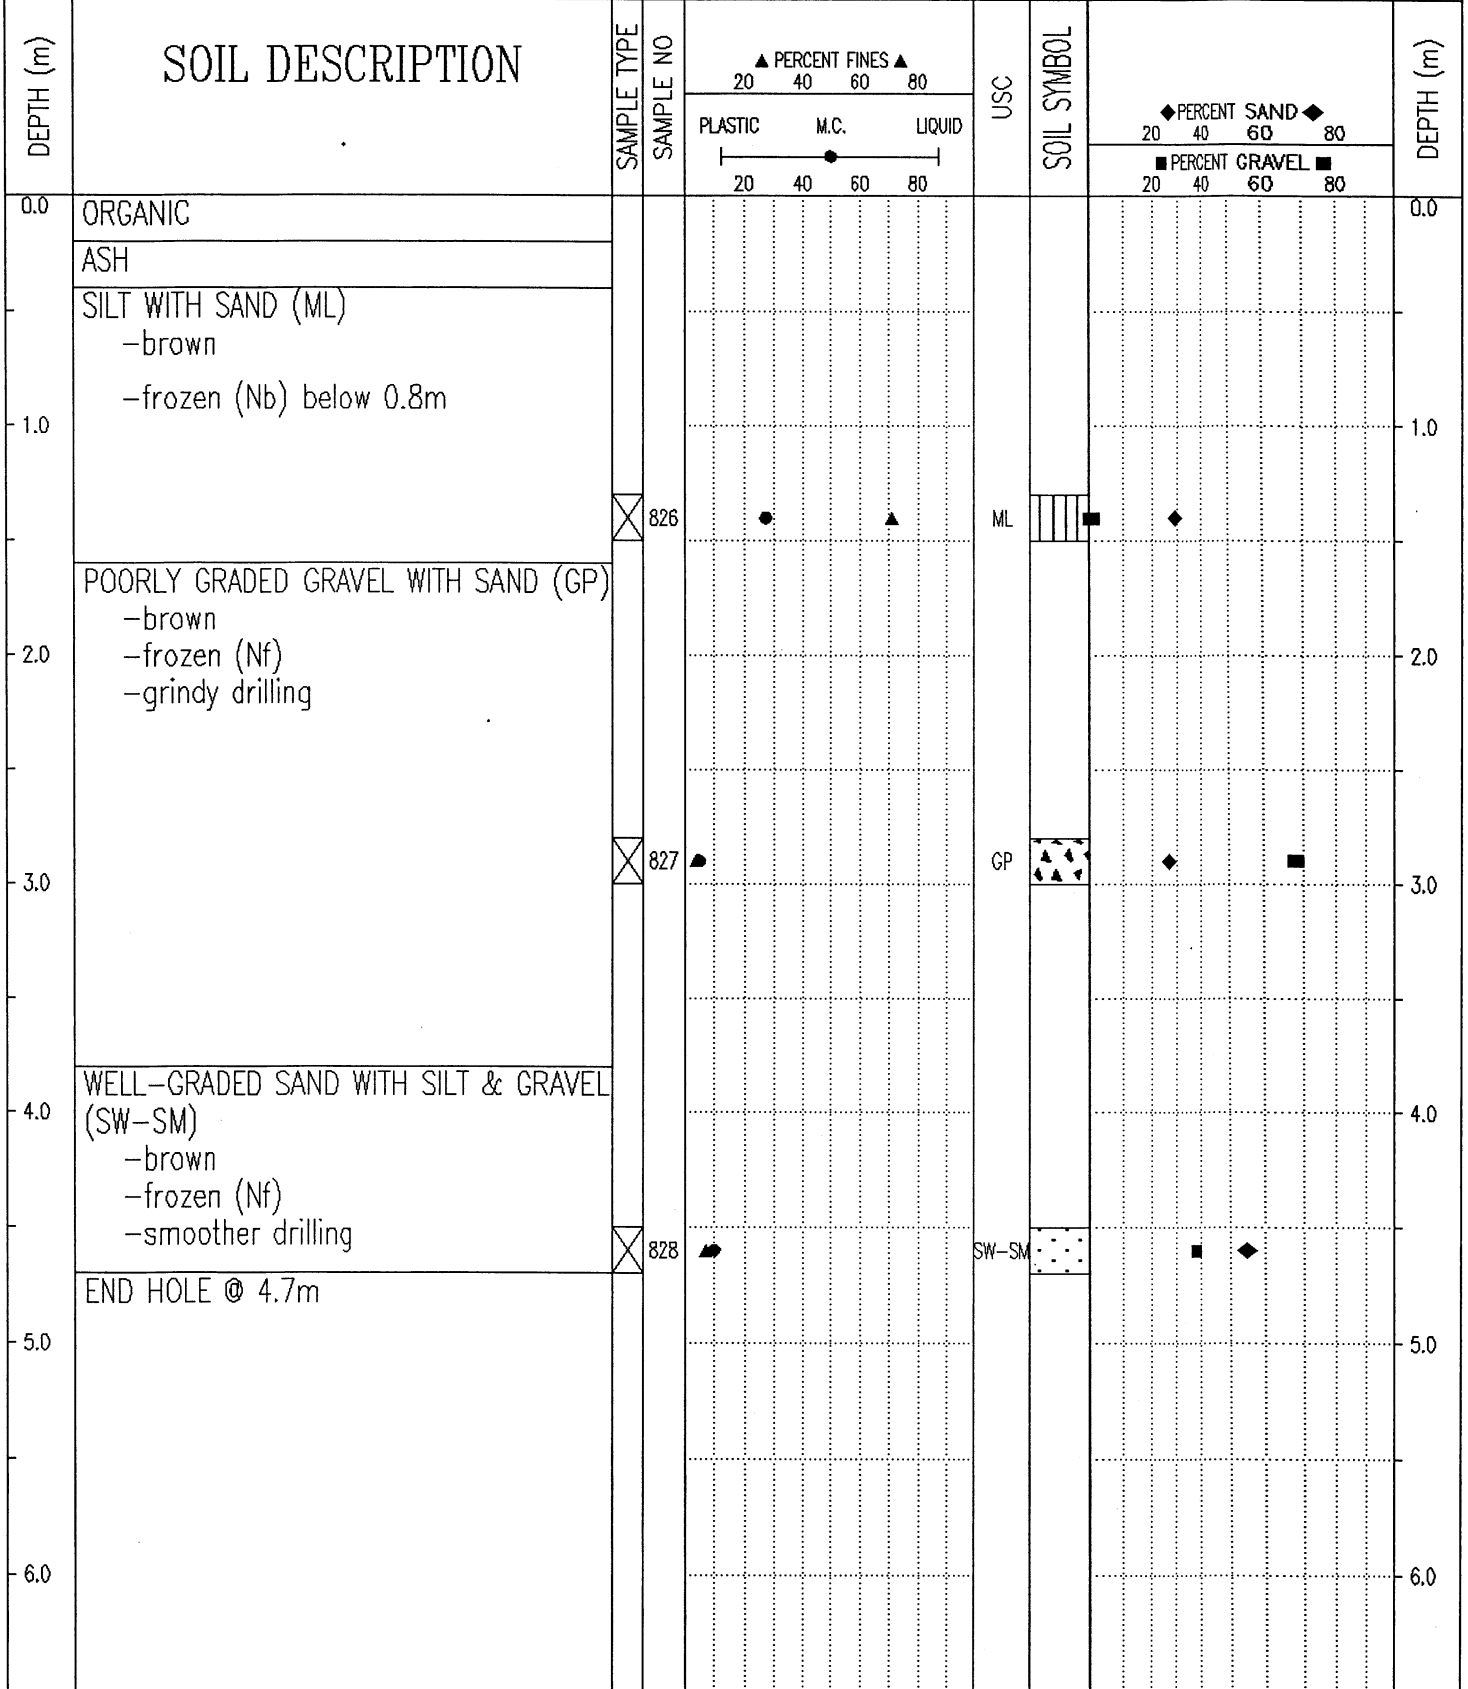 DEPTH (m)
SOIL DESCRIPTION
SAMPLE TYPE
SAMPLE NO
▲ PERCENT FINES ▲
20 40 60 80
PLASTIC M.C. LIQUID
20 40 60 80
USC
SOIL SYMBOL
◆PERCENT SAND ◆
20 40 60 80
■PERCENT GRAVEL ■
20 40 60 80
DEPTH (m)
0.0 ORGANIC 0.0
ASH
SILT WITH SAND (ML)
-brown
-frozen (Nb) below 0.8m
1.0 1.0
826 ML
POORLY GRADED GRAVEL WITH SAND (GP)
-brown
2.0 -frozen (Nf) 2.0
-grindy drilling
827 GP
3.0 3.0
WELL-GRADED SAND WITH SILT & GRAVEL
4.0 (SW-SM) 4.0
-brown
-frozen (Nf)
-smoother drilling
828 SW-SM
END HOLE @ 4.7m
5.0 5.0
6.0 6.0